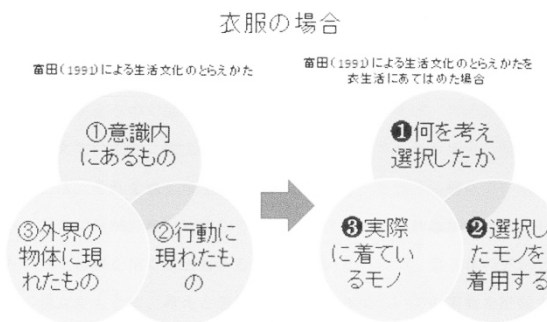 衣服の場合
富田(1991)による生活文化のとらえかた
富田(1991)による生活文化のとらえかたを
衣生活にあてはめた場合
①意識内
にあるもの
③外界の
物体に現
れたもの
②行動に
現れたも
の
❶何を考え
選択したか
❸実際
に着てい
るモノ
❷選択し
たモノを
着用する